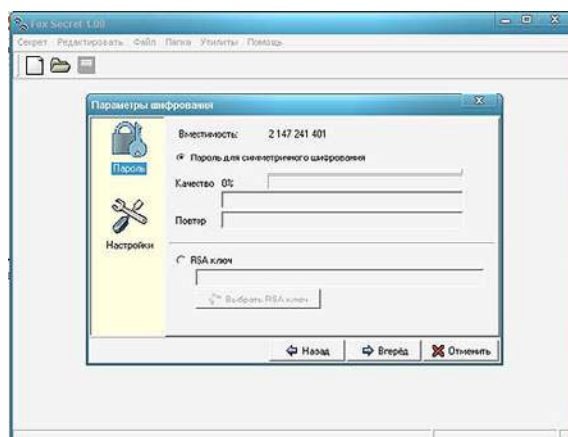 Fox Secret 1.00
Секрет Редактировать Файл Папка Утилиты Помощь
Параметры шифрования
Вместимость: 2 147 241 401
Пароль для симметричного шифрования
Пароль
Качество 0%
Повтор
Настройки
RSA ключ
Выбрать RSA ключ
Назад Вперёд Отменить